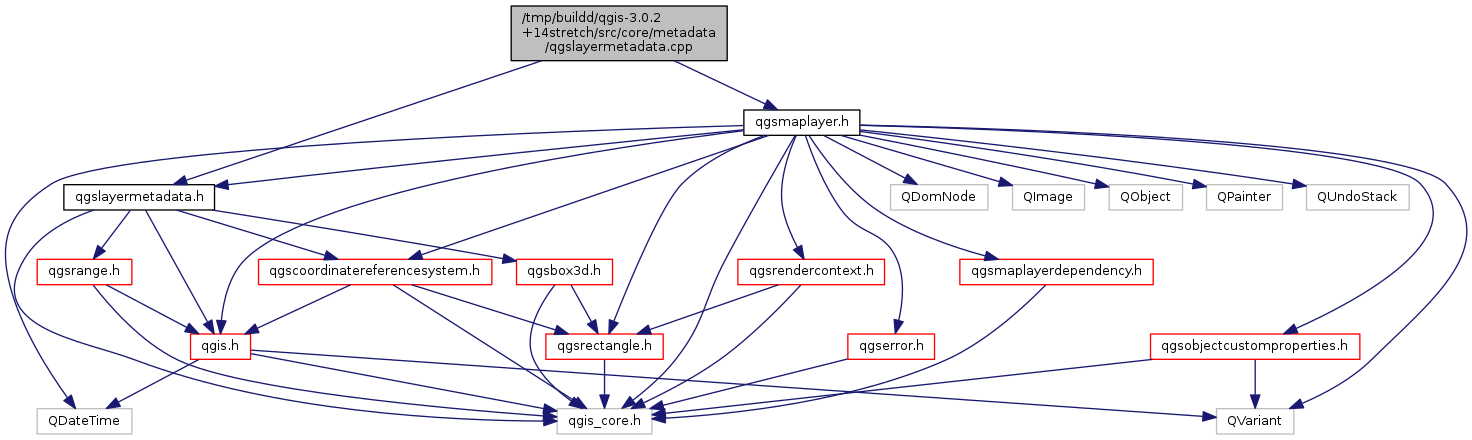 /tmp/buildd/qgis-3.0.2
+14stretch/src/core/metadata
/qgslayermetadata.cpp
qgsmaplayer.h
qgslayermetadata.h
QDomNode
QImage
QObject
QPainter
QUndoStack
qgsrange.h
qgscoordinatereferencesystem.h
qgsbox3d.h
qgsrendercontext.h
qgsmaplayerdependency.h
qgis.h
qgsrectangle.h
qgserror.h
qgsobjectcustomproperties.h
QDateTime
qgis_core.h
QVariant